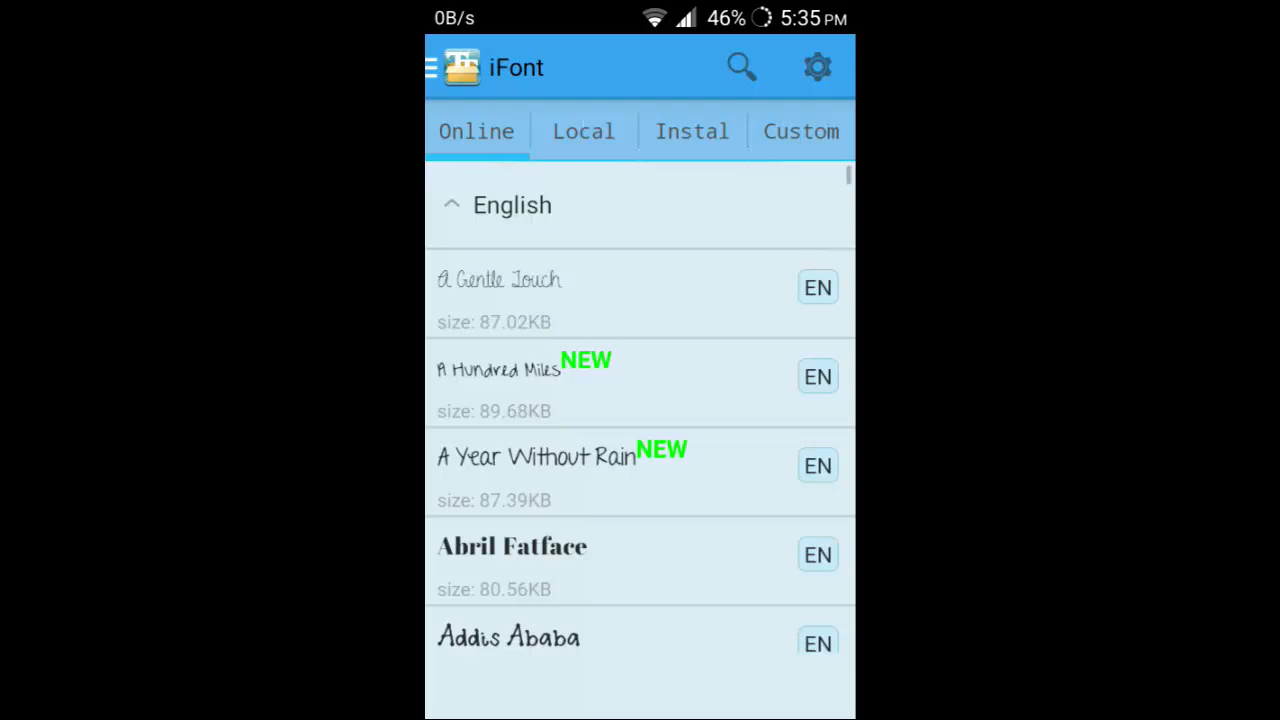 0B/s 46% 5:35 PM
iFont
Online Local Instal Custom
English
A Gentle Touch EN
size: 87.02KB
A Hundred Miles NEW EN
size: 89.68KB
A Year Without Rain NEW EN
size: 87.39KB
Abril Fatface EN
size: 80.56KB
Addis Ababa EN